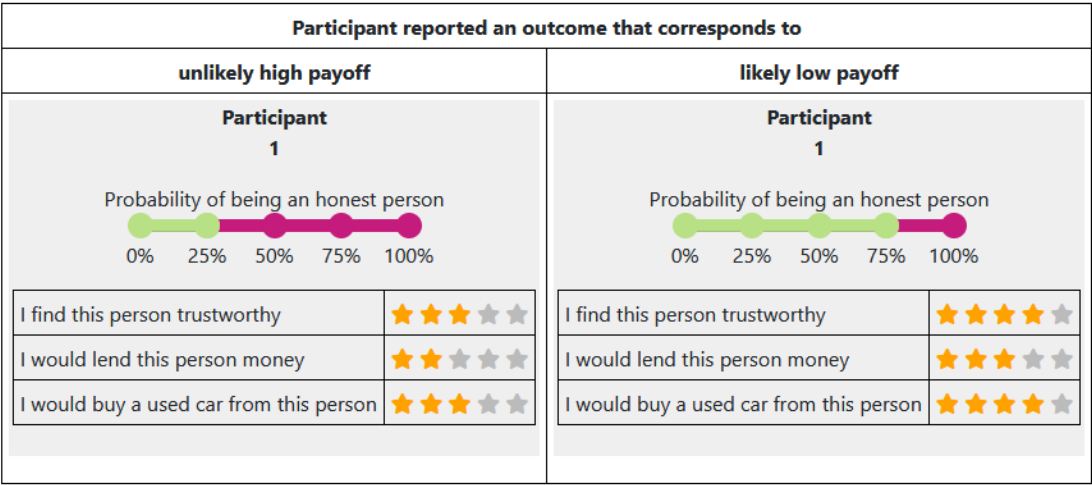 Participant reported an outcome that corresponds to
unlikely high payoff
likely low payoff
Participant
1
Probability of being an honest person
0% 25% 50% 75% 100%
I find this person trustworthy
I would lend this person money
I would buy a used car from this person
Participant
1
Probability of being an honest person
0% 25% 50% 75% 100%
I find this person trustworthy
I would lend this person money
I would buy a used car from this person